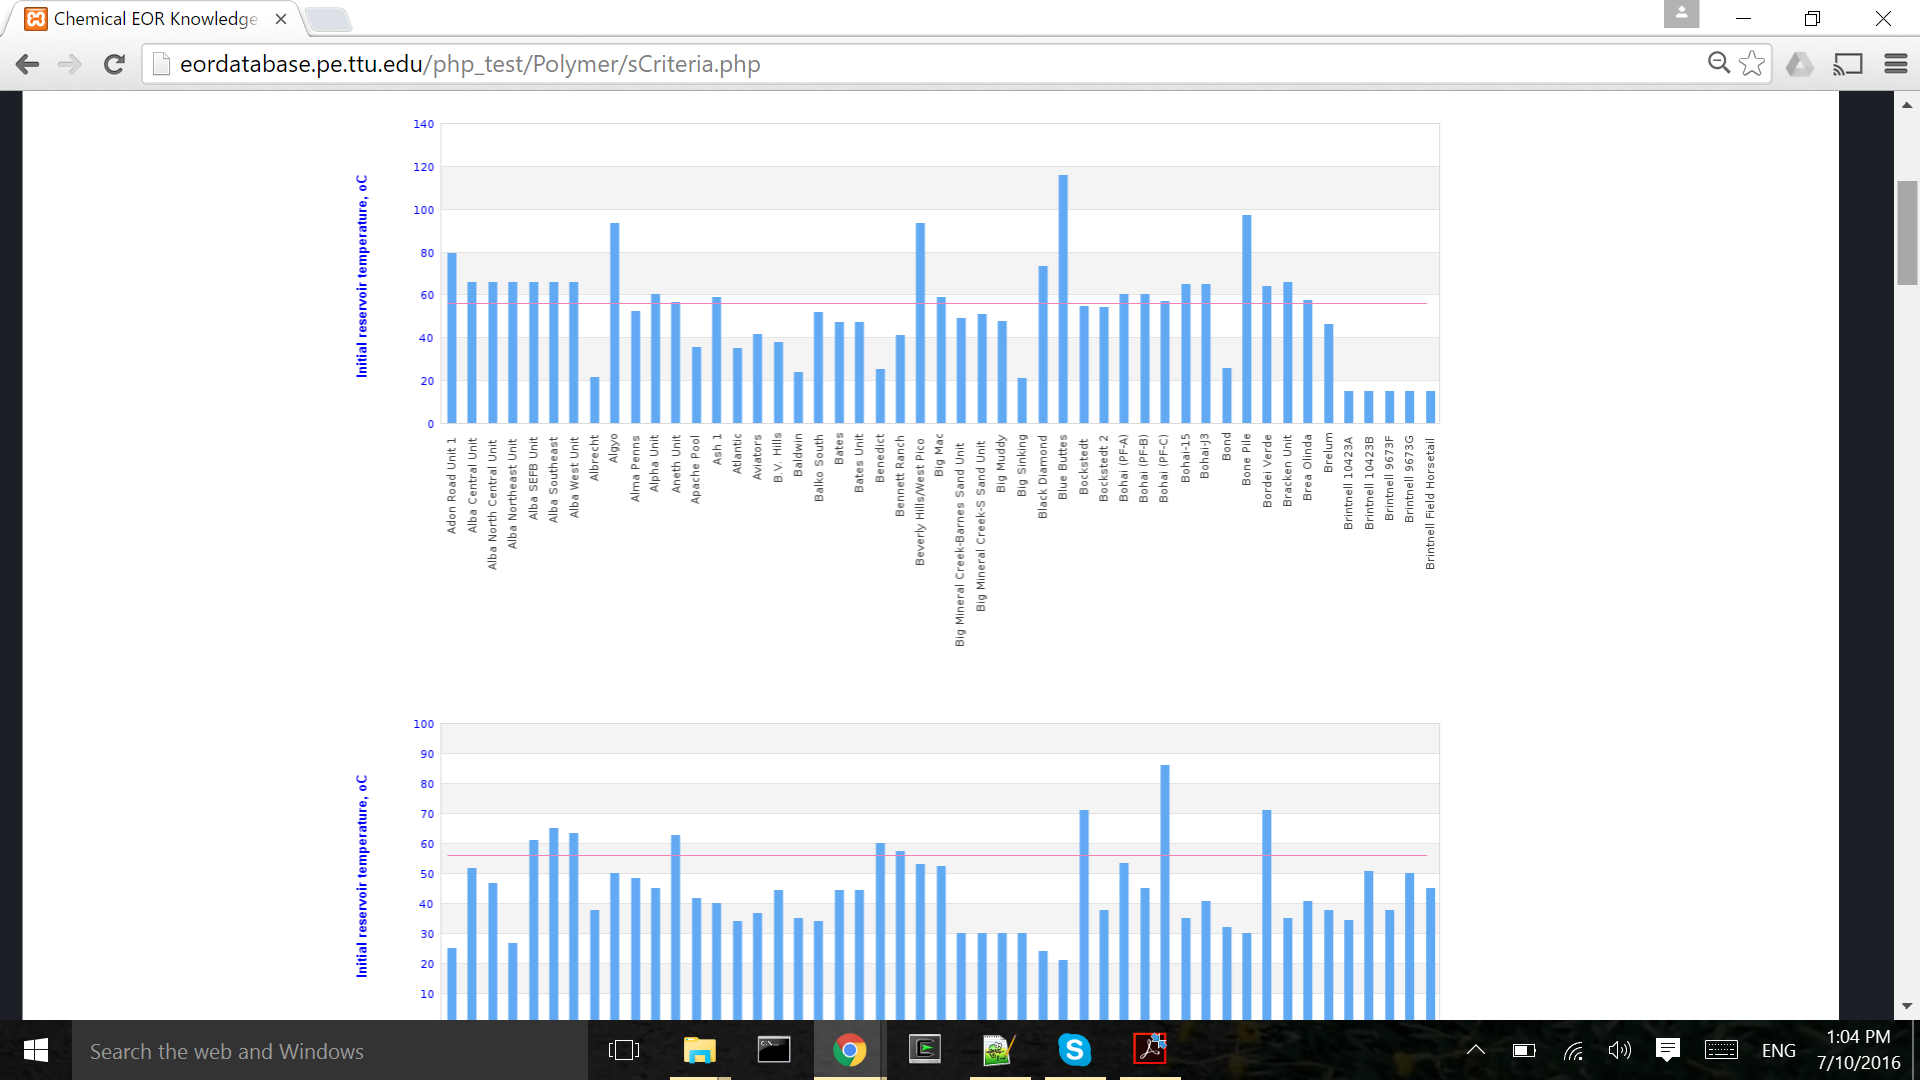 Chemical EOR Knowledge
eordatabase.pe.ttu.edu/php_test/Polymer/sCriteria.php
Initial reservoir temperature, oC
140
120
100
80
60
40
20
0
Adon Road Unit 1
Alba Central Unit
Alba North Central Unit
Alba Northeast Unit
Alba SEFB Unit
Alba Southeast
Alba West Unit
Albrecht
Algyo
Alma Penns
Alpha Unit
Aneth Unit
Apache Pool
Ash 1
Atlantic
Aviators
B.V. Hills
Baldwin
Balko South
Bates
Bates Unit
Benedict
Bennett Ranch
Beverly Hills/West Pico
Big Mac
Big Mineral Creek-Barnes Sand Unit
Big Mineral Creek-S Sand Unit
Big Muddy
Big Sinking
Black Diamond
Blue Buttes
Bockstedt
Bockstedt 2
Bohai (PF-A)
Bohai (PF-B)
Bohai (PF-C)
Bohai-15
Bohai-J3
Bond
Bone Pile
Bordei Verde
Bracken Unit
Brea Olinda
Brelum
Brintnell 10423A
Brintnell 10423B
Brintnell 9673F
Brintnell 9673G
Brintnell Field Horsetail
Initial reservoir temperature, oC
100
90
80
70
60
50
40
30
20
10
Search the web and Windows
ENG
1:04 PM
7/10/2016